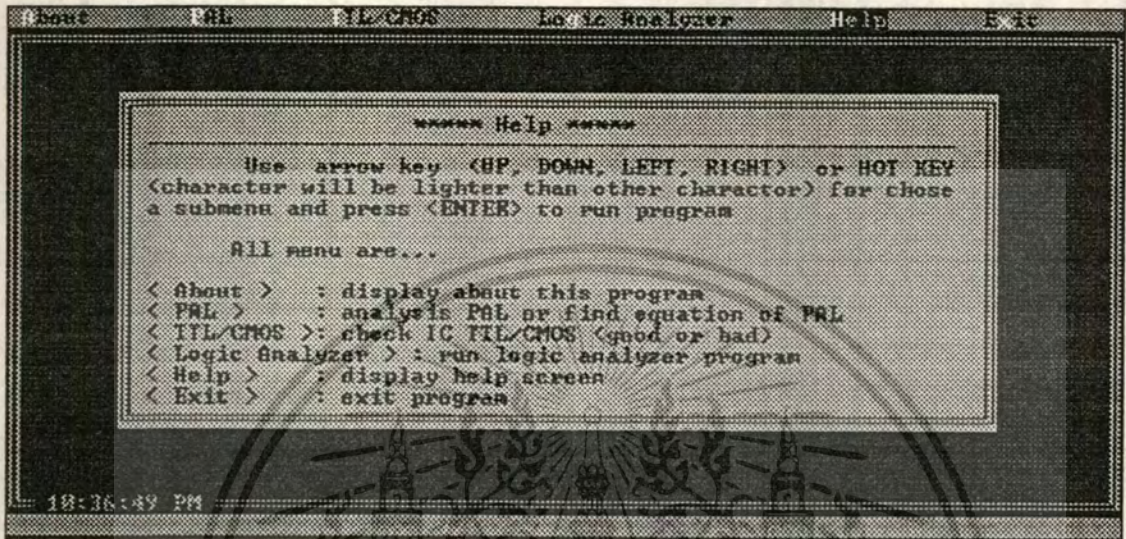 About PAL TTL/CMOS Logic Analyzer Help Exit
***** Help *****
Use arrow key (UP, DOWN, LEFT, RIGHT) or HOT KEY
(character will be lighter than other charactor) for chose
a submenu and press <ENTER> to run program
All menu are...
< About > : display about this program
< PAL > : analysis PAL or find equation of PAL
< TTL/CMOS >: check IC TTL/CMOS (good or bad)
< Logic Analyzer > : run logic analyzer program
< Help > : display help screen
< Exit > : exit program
10:36:49 PM